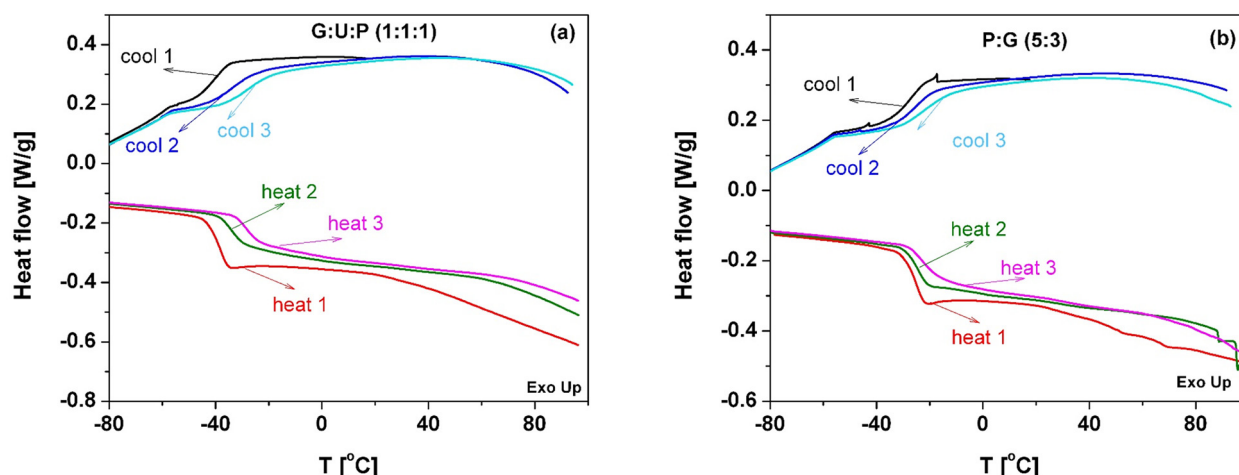 G:U:P (1:1:1)
(a)
cool 1
cool 2
cool 3
heat 2
heat 3
heat 1
Exo Up
0.4
0.2
0.0
-0.2
-0.4
-0.6
-0.8
-80
-40
0
40
80
Heat flow [W/g]
T [°C]
P:G (5:3)
(b)
cool 1
cool 2
cool 3
heat 2
heat 3
heat 1
Exo Up
0.4
0.2
0.0
-0.2
-0.4
-0.6
-80
-40
0
40
80
Heat flow [W/g]
T [°C]